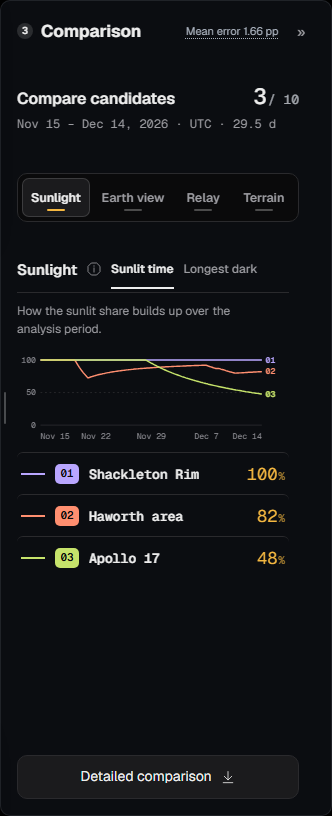 3 Comparison Mean error 1.66 pp »
Compare candidates 3 / 10
Nov 15 – Dec 14, 2026 · UTC · 29.5 d
Sunlight Earth view Relay Terrain
Sunlight Sunlit time Longest dark
How the sunlit share builds up over the
analysis period.
100 01
02
50
03
0
Nov 15 Nov 22 Nov 29 Dec 7 Dec 14
01 Shackleton Rim 100%
02 Haworth area 82%
03 Apollo 17 48%
Detailed comparison